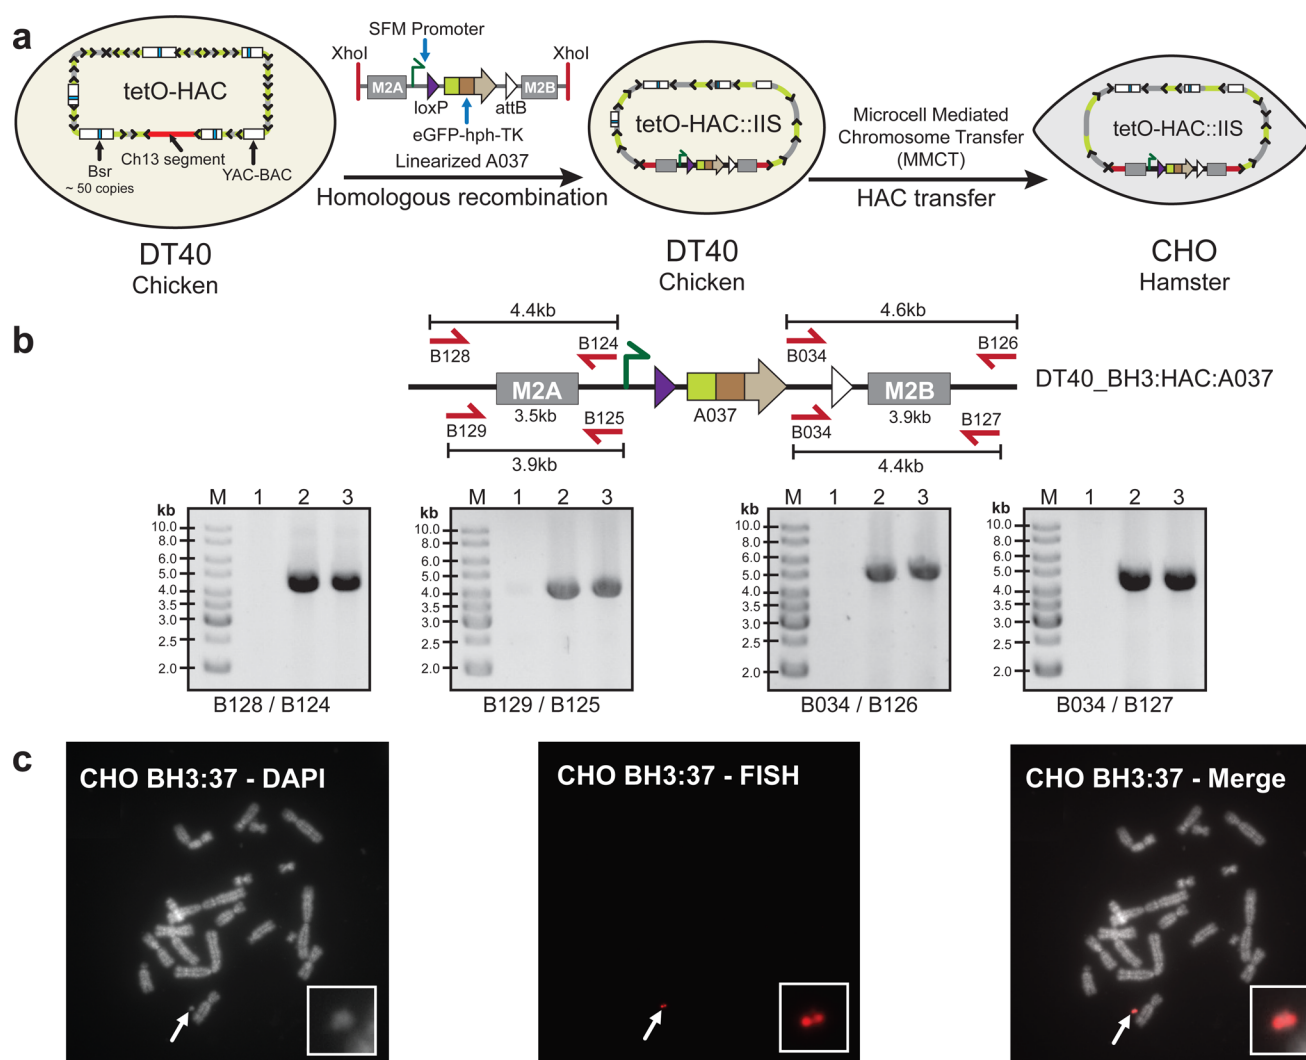 a
SFM Promoter
XhoI
XhoI
M2A
M2B
loxP
attB
eGFP-hph-TK
Linearized A037
Homologous recombination
tetO-HAC
Ch13 segment
Bsr
~ 50 copies
YAC-BAC
DT40
Chicken
tetO-HAC::IIS
DT40
Chicken
Microcell Mediated
Chromosome Transfer
(MMCT)
HAC transfer
tetO-HAC::IIS
CHO
Hamster
b
4.4kb
4.6kb
B128
B124
B034
B126
M2A
M2B
DT40_BH3:HAC:A037
3.5kb
A037
3.9kb
B129
B125
B034
B127
3.9kb
4.4kb
kb M 1 2 3
10.0
8.0
6.0
5.0
4.0
3.5
3.0
2.5
2.0
B128 / B124
kb M 1 2 3
10.0
8.0
6.0
5.0
4.0
3.5
3.0
2.5
2.0
B129 / B125
kb M 1 2 3
10.0
8.0
6.0
5.0
4.0
3.5
3.0
2.5
2.0
B034 / B126
kb M 1 2 3
10.0
8.0
6.0
5.0
4.0
3.5
3.0
2.5
2.0
B034 / B127
c
CHO BH3:37 - DAPI
CHO BH3:37 - FISH
CHO BH3:37 - Merge